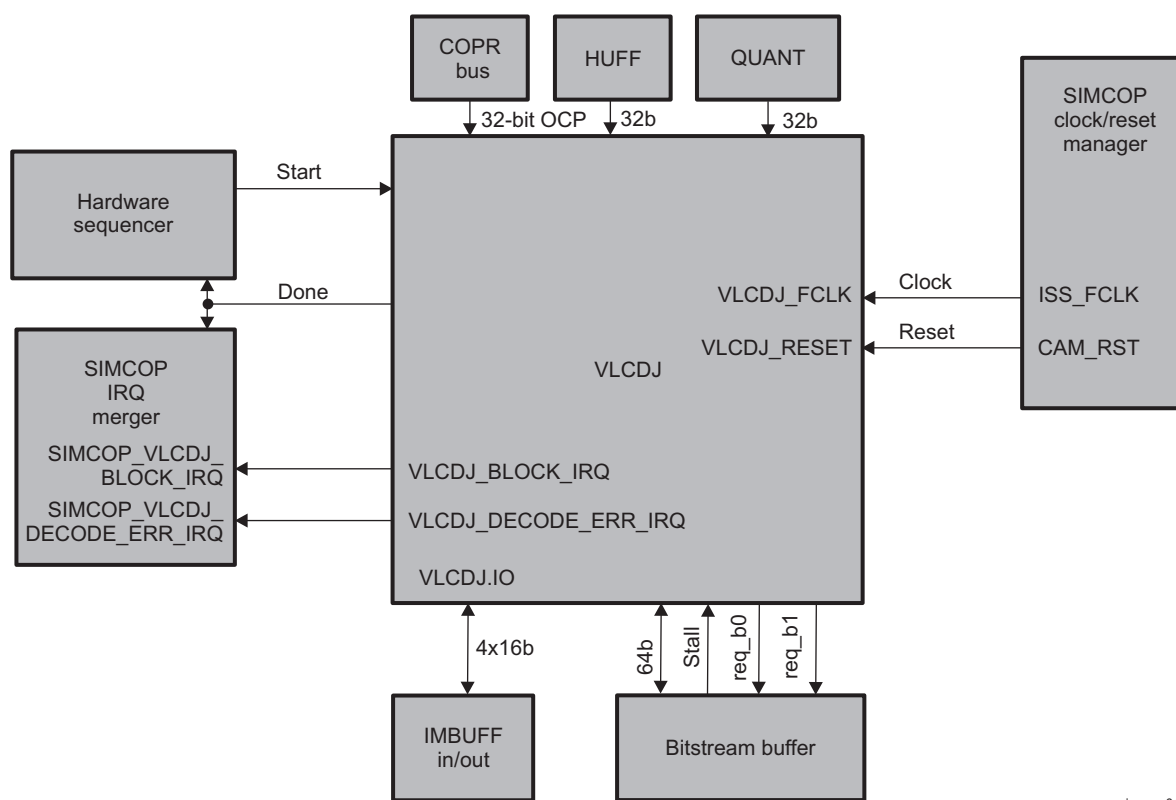 COPR
bus
HUFF
QUANT
SIMCOP
clock/reset
manager
32-bit OCP
32b
32b
Hardware
sequencer
Start
Done
VLCDJ_FCLK
Clock
ISS_FCLK
VLCDJ_RESET
Reset
CAM_RST
VLCDJ
SIMCOP
IRQ
merger
SIMCOP_VLCDJ_
BLOCK_IRQ
SIMCOP_VLCDJ_
DECODE_ERR_IRQ
VLCDJ_BLOCK_IRQ
VLCDJ_DECODE_ERR_IRQ
VLCDJ.IO
4x16b
64b
Stall
req_b0
req_b1
IMBUFF
in/out
Bitstream buffer